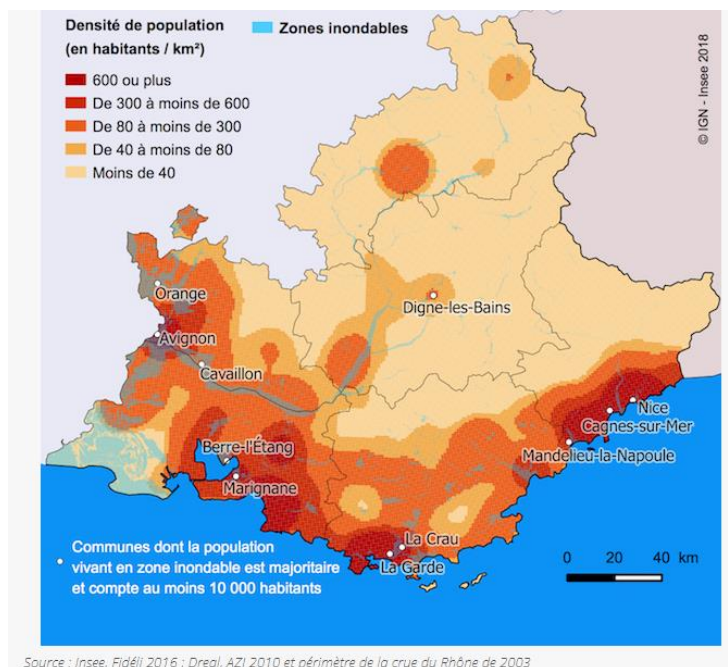 Densité de population
(en habitants / km²)
Zones inondables
600 ou plus
De 300 à moins de 600
De 80 à moins de 300
De 40 à moins de 80
Moins de 40
© IGN - Insee 2018
Orange
Avignon
Cavaillon
Digne-les-Bains
Berre-l'Étang
Marignane
Nice
Cagnes-sur-Mer
Mandelieu-la-Napoule
La Crau
La Garde
Communes dont la population
vivant en zone inondable est majoritaire
et compte au moins 10 000 habitants
0 20 40 km
Source : Insee, Fidéli 2016 ; Dreal, AZI 2010 et périmètre de la crue du Rhône de 2003